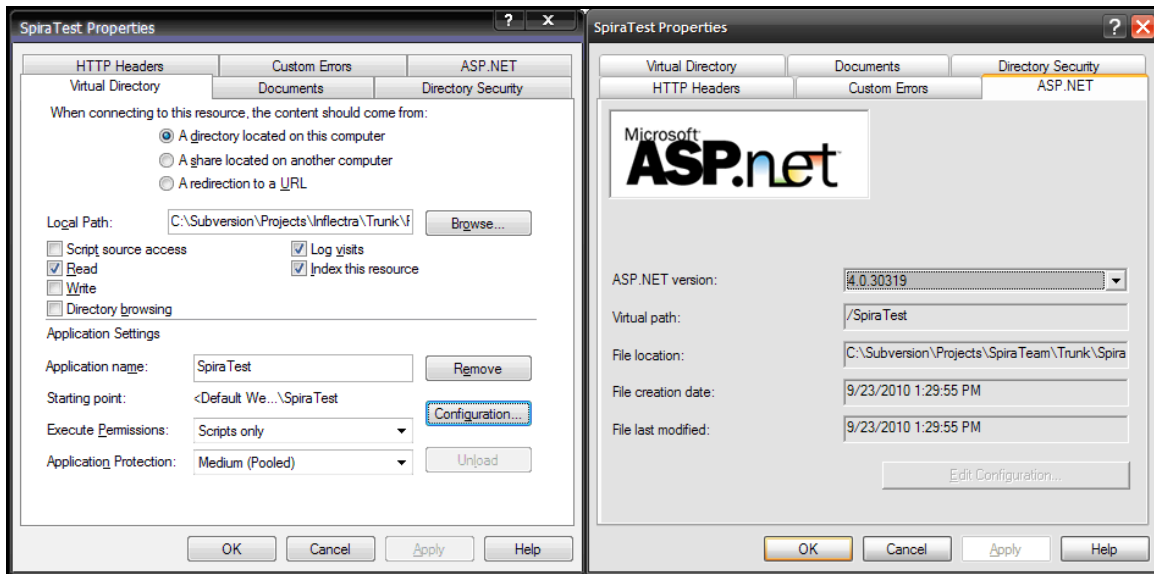 SpiraTest Properties
? X
HTTP Headers Custom Errors ASP.NET
Virtual Directory Documents Directory Security
When connecting to this resource, the content should come from:
A directory located on this computer
A share located on another computer
A redirection to a URL
Local Path: C:\Subversion\Projects\Inflectra\Trunk\F Browse...
Script source access Log visits
Read Index this resource
Write
Directory browsing
Application Settings
Application name: SpiraTest Remove
Starting point: <Default We...\SpiraTest Configuration...
Execute Permissions: Scripts only
Application Protection: Medium (Pooled) Unload
OK Cancel Apply Help
SpiraTest Properties
? X
Virtual Directory Documents Directory Security
HTTP Headers Custom Errors ASP.NET
Microsoft
ASP.net
ASP.NET version: 4.0.30319
Virtual path: /SpiraTest
File location: C:\Subversion\Projects\SpiraTeam\Trunk\Spira
File creation date: 9/23/2010 1:29:55 PM
File last modified: 9/23/2010 1:29:55 PM
Edit Configuration...
OK Cancel Apply Help